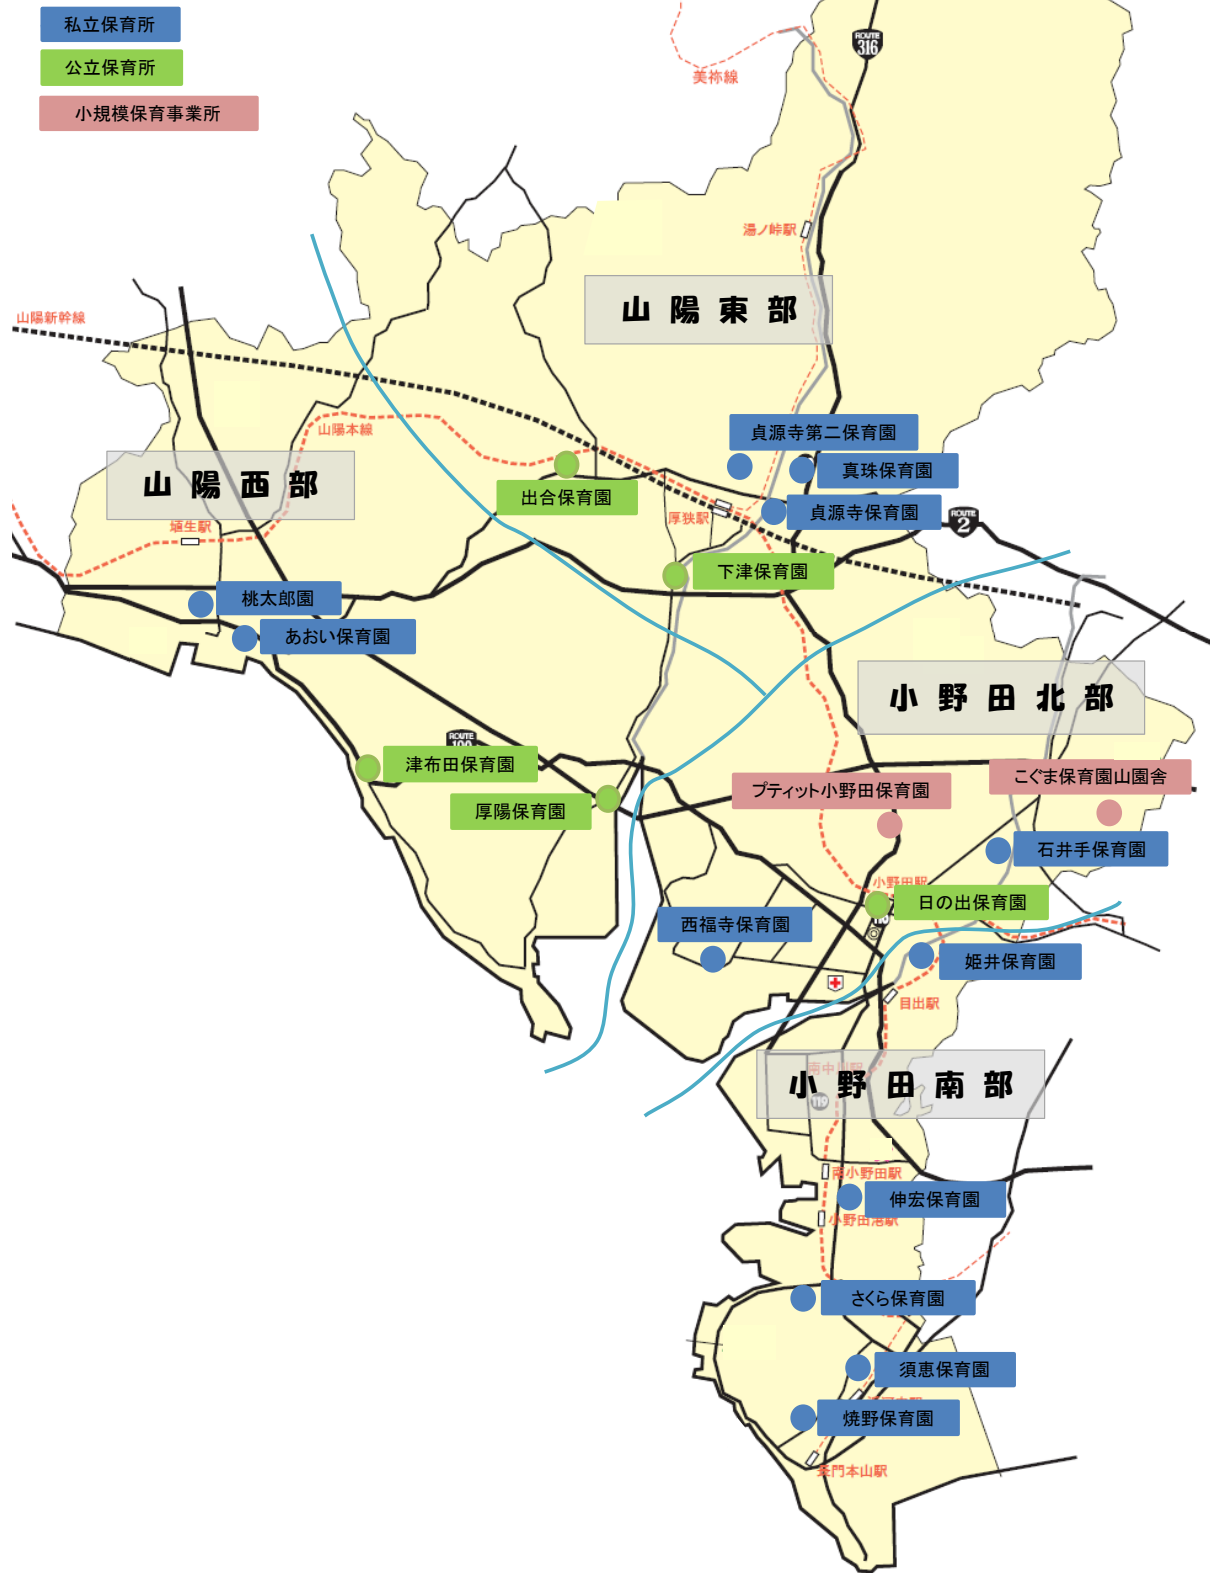 私立保育所
公立保育所
小規模保育事業所
ROUTE
316
美祢線
湯ノ峠駅
山陽東部
山陽新幹線
山陽本線
貞源寺第二保育園
真珠保育園
山陽西部
出合保育園
貞源寺保育園
厚狭駅
ROUTE
2
埴生駅
下津保育園
桃太郎園
あおい保育園
小野田北部
ROUTE
190
津布田保育園
こぐま保育園山園舎
プティット小野田保育園
厚陽保育園
石井手保育園
小野田駅
日の出保育園
西福寺保育園
姫井保育園
目出駅
南中川駅
小野田南部
119
南小野田駅
伸宏保育園
小野田港駅
さくら保育園
須恵保育園
焼野保育園
長門本山駅